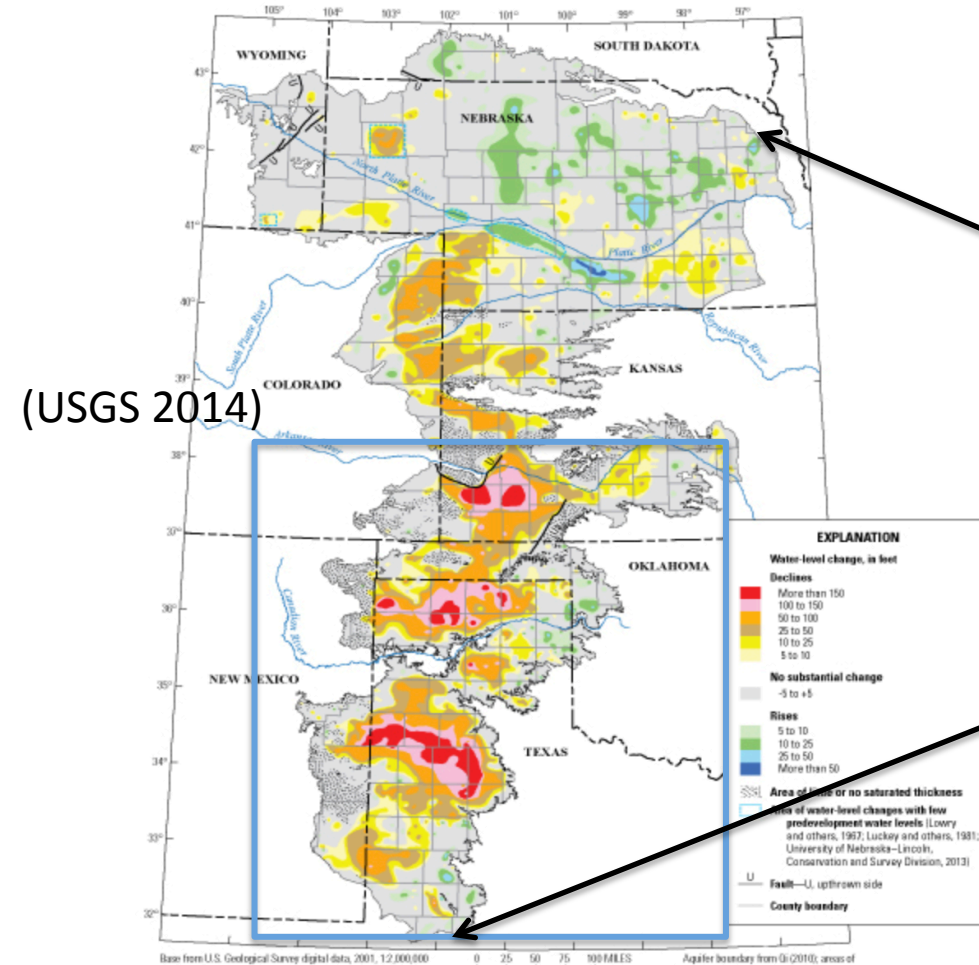 105° 104° 103° 102° 101° 100° 99° 98° 97°
WYOMING
SOUTH DAKOTA
43°
NEBRASKA
42°
North Platte River
41°
Platte River
40°
South Platte River
Republican River
39°
COLORADO
KANSAS
(USGS 2014)
Arkansas River
38°
37°
OKLAHOMA
36°
Canadian River
NEW MEXICO
35°
TEXAS
34°
33°
32°
EXPLANATION
Water-level change, in feet
Declines
More than 150
100 to 150
50 to 100
25 to 50
10 to 25
5 to 10
No substantial change
-5 to +5
Rises
5 to 10
10 to 25
25 to 50
More than 50
Area of little or no saturated thickness
Area of water-level changes with few
predevelopment water levels (Lowry
and others, 1967; Luckey and others, 1981;
University of Nebraska–Lincoln,
Conservation and Survey Division, 2013)
U
Fault—U, upthrown side
County boundary
Base from U.S. Geological Survey digital data, 2001, 1:2,000,000
0 25 50 75 100 MILES
Aquifer boundary from Qi (2010); areas of